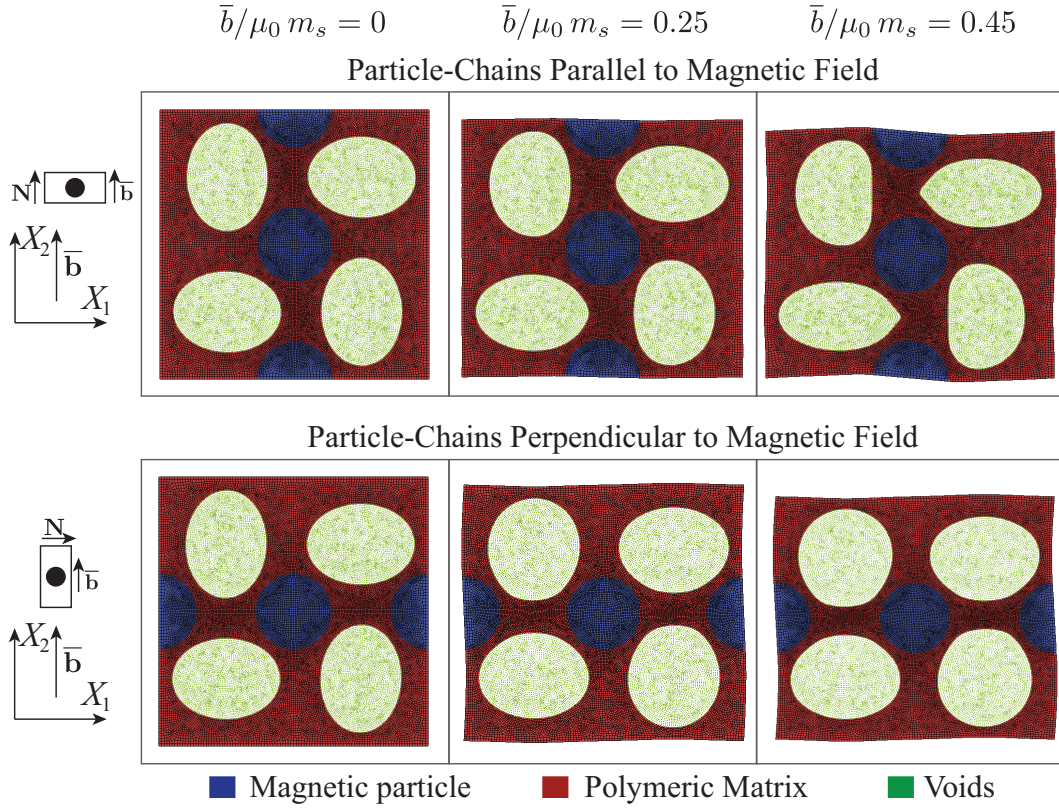 b̅/μ₀ mₛ = 0
b̅/μ₀ mₛ = 0.25
b̅/μ₀ mₛ = 0.45
Particle-Chains Parallel to Magnetic Field
N
b̅
X₂
b̅
X₁
Particle-Chains Perpendicular to Magnetic Field
N
b̅
X₂
b̅
X₁
Magnetic particle
Polymeric Matrix
Voids